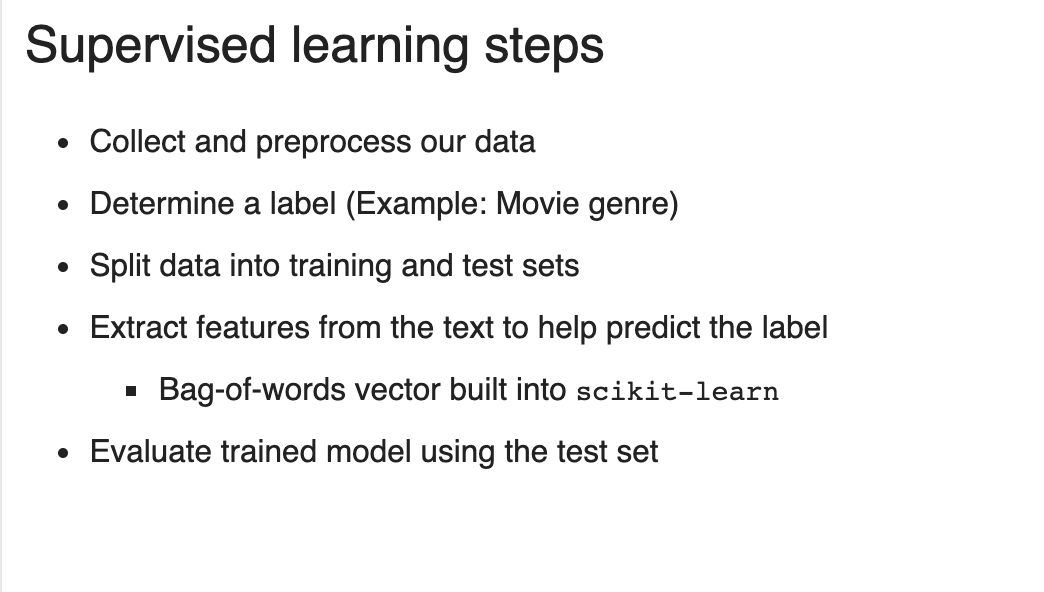 Supervised learning steps
Collect and preprocess our data
Determine a label (Example: Movie genre)
Split data into training and test sets
Extract features from the text to help predict the label
Bag-of-words vector built into scikit-learn
Evaluate trained model using the test set